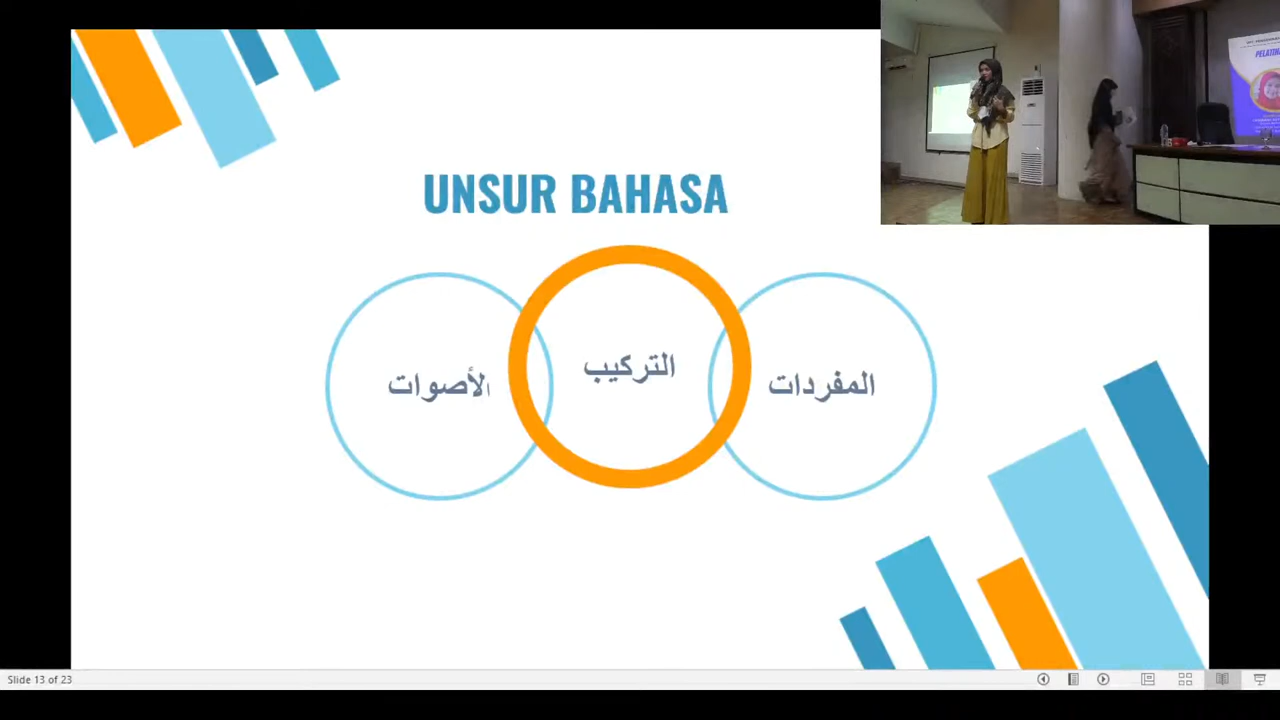 UNSUR BAHASA
الأصوات
التركيب
المفردات
Slide 13 of 23